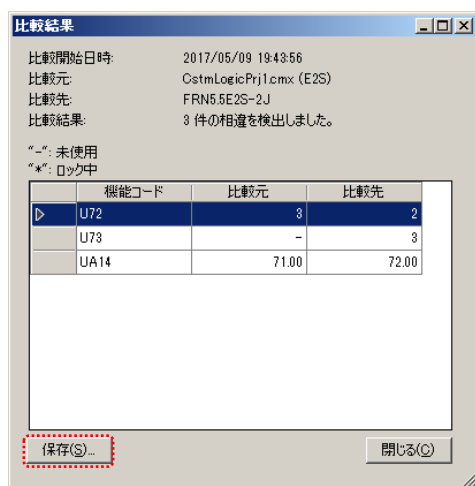 比較結果
比較開始日時: 2017/05/09 19:43:56
比較元: CstmLogicPrj1.cmx (E2S)
比較先: FRN5.5E2S-2J
比較結果: 3 件の相違を検出しました。
"-": 未使用
"*": ロック中
機能コード 比較元 比較先
U72 3 2
U73 - 3
UA14 71.00 72.00
保存(S)... 閉じる(C)